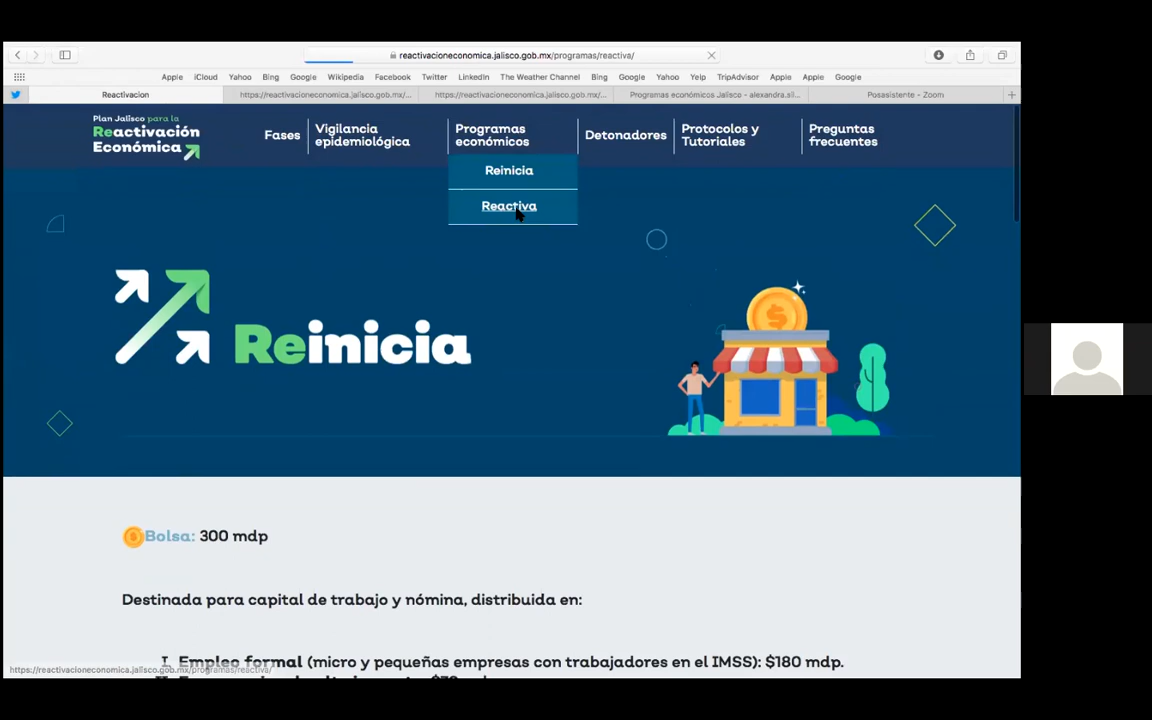 reactivacioneconomica.jalisco.gob.mx/programas/reactiva/
Apple iCloud Yahoo Bing Google Wikipedia Facebook Twitter LinkedIn The Weather Channel Bing Google Yahoo Yelp TripAdvisor Apple Apple Google
Reactivacion https://reactivacioneconomica.jalisco.gob.mx/... https://reactivacioneconomica.jalisco.gob.mx/... Programas económicos Jalisco - alexandra.sil... Posasistente - Zoom
Plan Jalisco para la
Reactivación
Económica
Fases
Vigilancia
epidemiológica
Programas
económicos
Detonadores
Protocolos y
Tutoriales
Preguntas
frecuentes
Reinicia
Reactiva
Reinicia
Bolsa: 300 mdp
Destinada para capital de trabajo y nómina, distribuida en:
I. Empleo formal (micro y pequeñas empresas con trabajadores en el IMSS): $180 mdp.
https://reactivacioneconomica.jalisco.gob.mx/programas/reactiva/